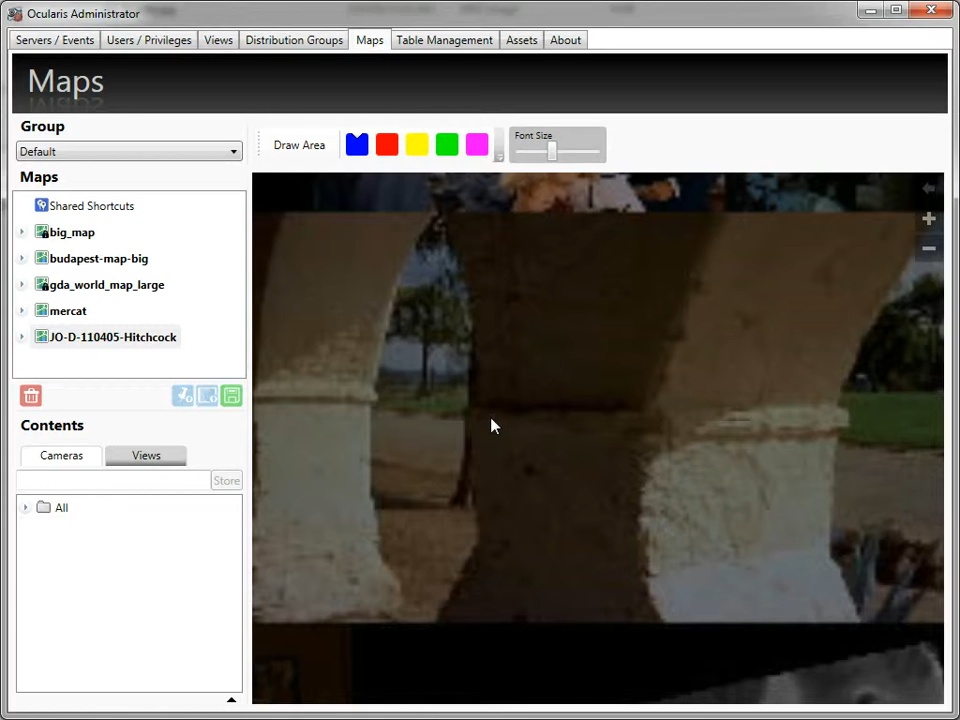 Ocularis Administrator
Servers / Events
Users / Privileges
Views
Distribution Groups
Maps
Table Management
Assets
About
Maps
Group
Default
Maps
Shared Shortcuts
big_map
budapest-map-big
gda_world_map_large
mercat
JO-D-110405-Hitchcock
Draw Area
Font Size
Contents
Cameras
Views
Store
All